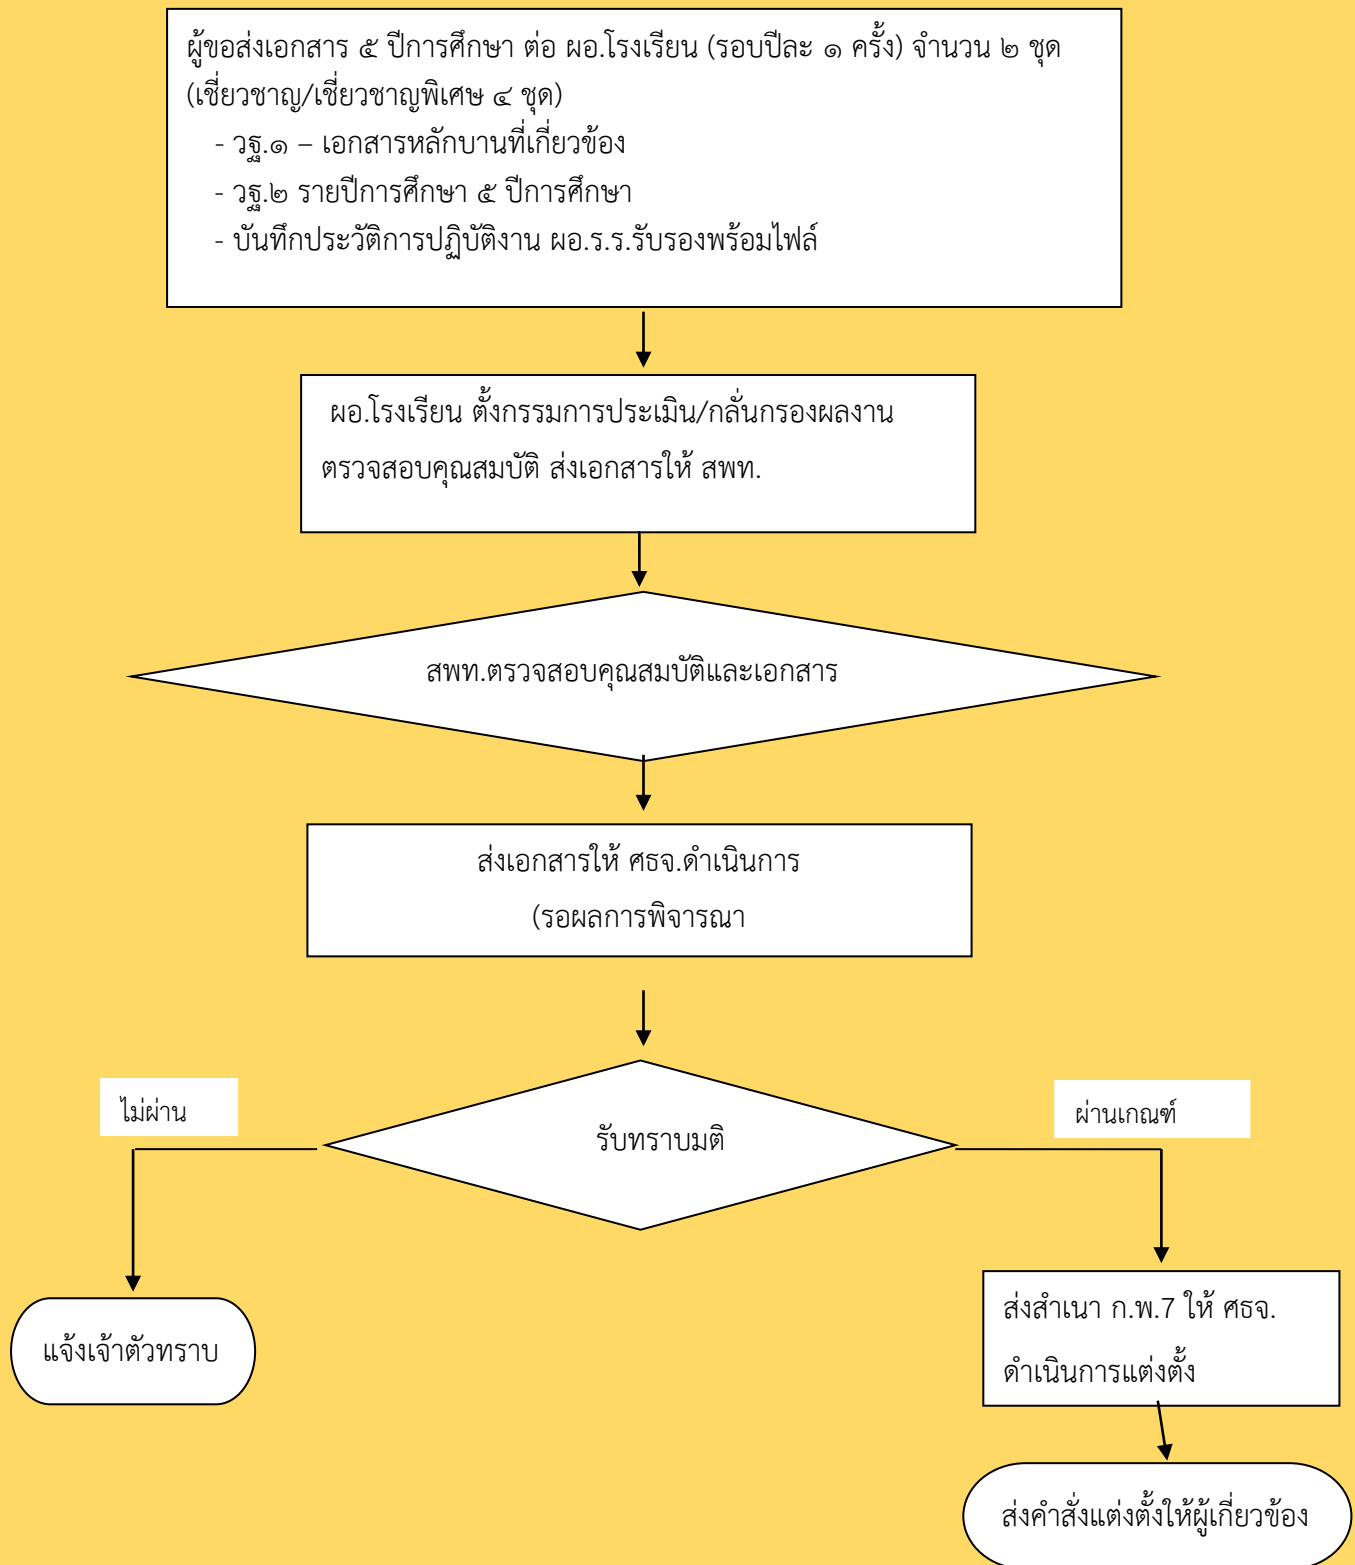 ผู้ขอส่งเอกสาร ๕ ปีการศึกษา ต่อ ผอ.โรงเรียน (รอบปีละ ๑ ครั้ง) จำนวน ๒ ชุด
(เชี่ยวชาญ/เชี่ยวชาญพิเศษ ๔ ชุด)
- วฐ.๑ – เอกสารหลักบานที่เกี่ยวข้อง
- วฐ.๒ รายปีการศึกษา ๕ ปีการศึกษา
- บันทึกประวัติการปฏิบัติงาน ผอ.ร.ร.รับรองพร้อมไฟล์
ผอ.โรงเรียน ตั้งกรรมการประเมิน/กลั่นกรองผลงาน
ตรวจสอบคุณสมบัติ ส่งเอกสารให้ สพท.
สพท.ตรวจสอบคุณสมบัติและเอกสาร
ส่งเอกสารให้ ศธจ.ดำเนินการ
(รอผลการพิจารณา
ไม่ผ่าน
ผ่านเกณฑ์
รับทราบมติ
แจ้งเจ้าตัวทราบ
ส่งสำเนา ก.พ.7 ให้ ศธจ.
ดำเนินการแต่งตั้ง
ส่งคำสั่งแต่งตั้งให้ผู้เกี่ยวข้อง